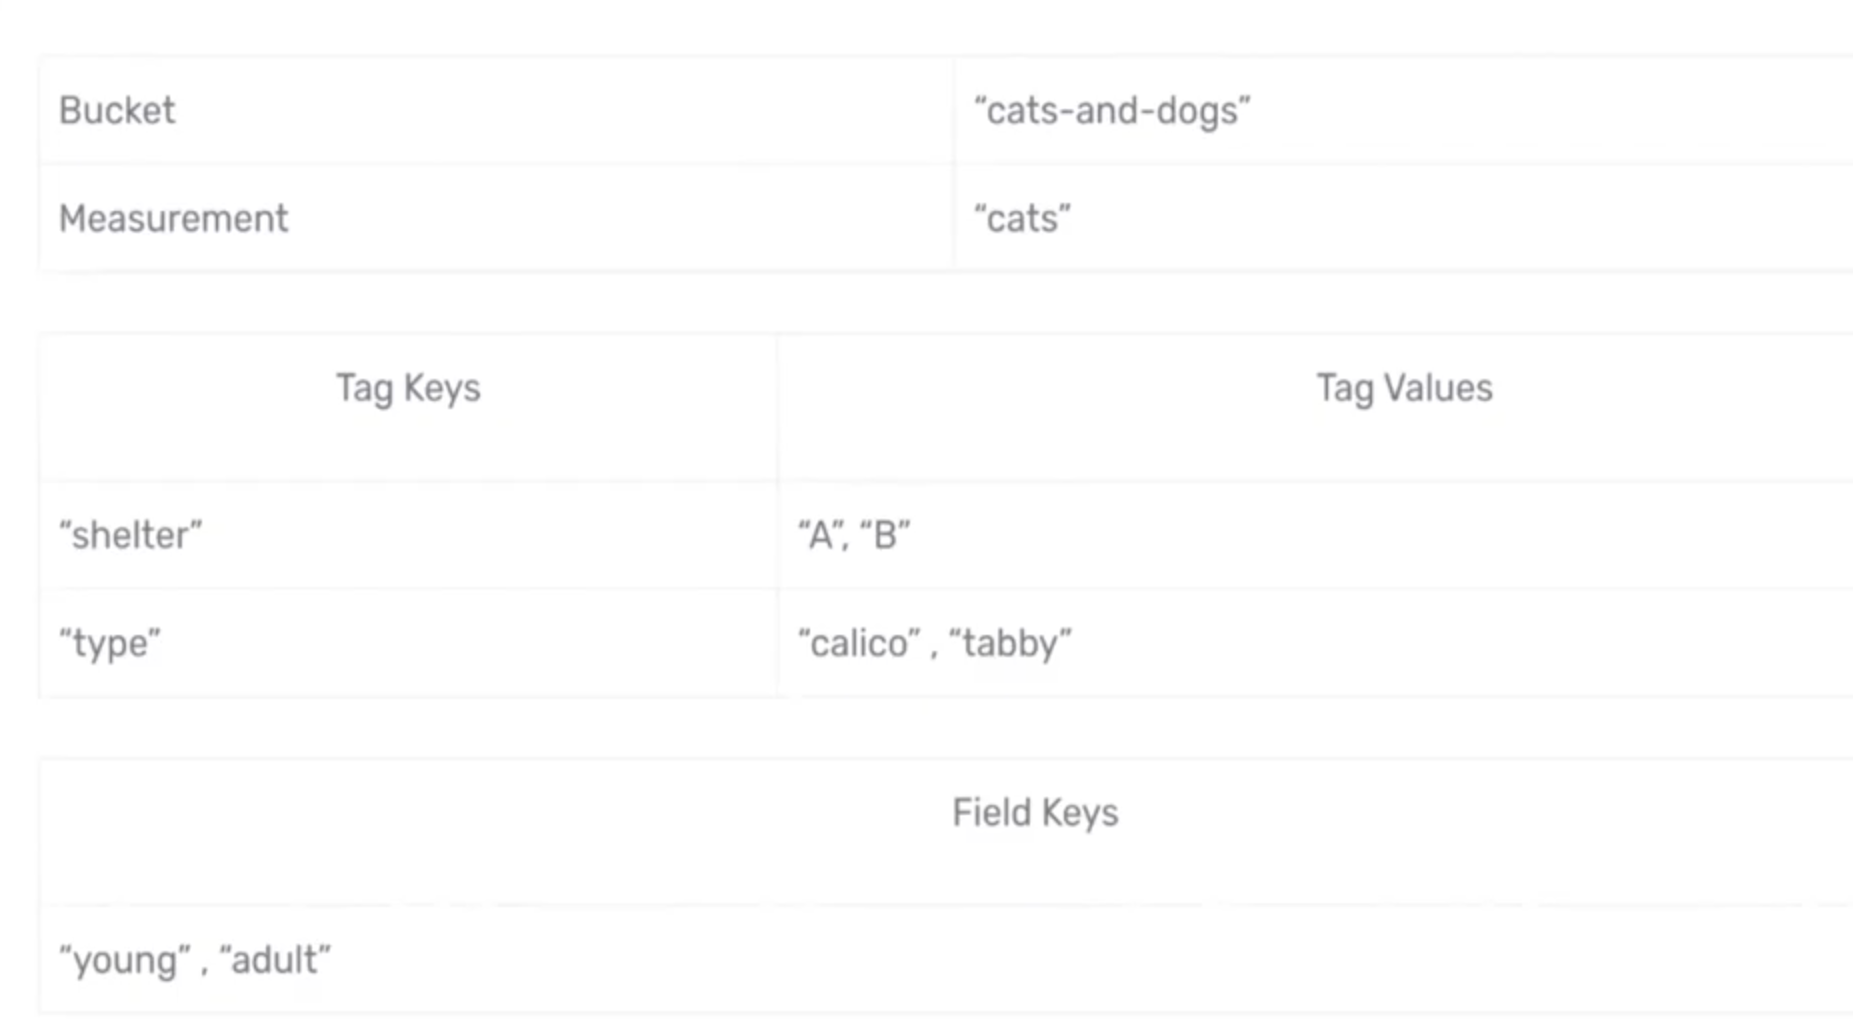 Bucket “cats-and-dogs”
Measurement “cats”
Tag Keys Tag Values
“shelter” “A”, “B”
“type” “calico” , “tabby”
Field Keys
“young” , “adult”